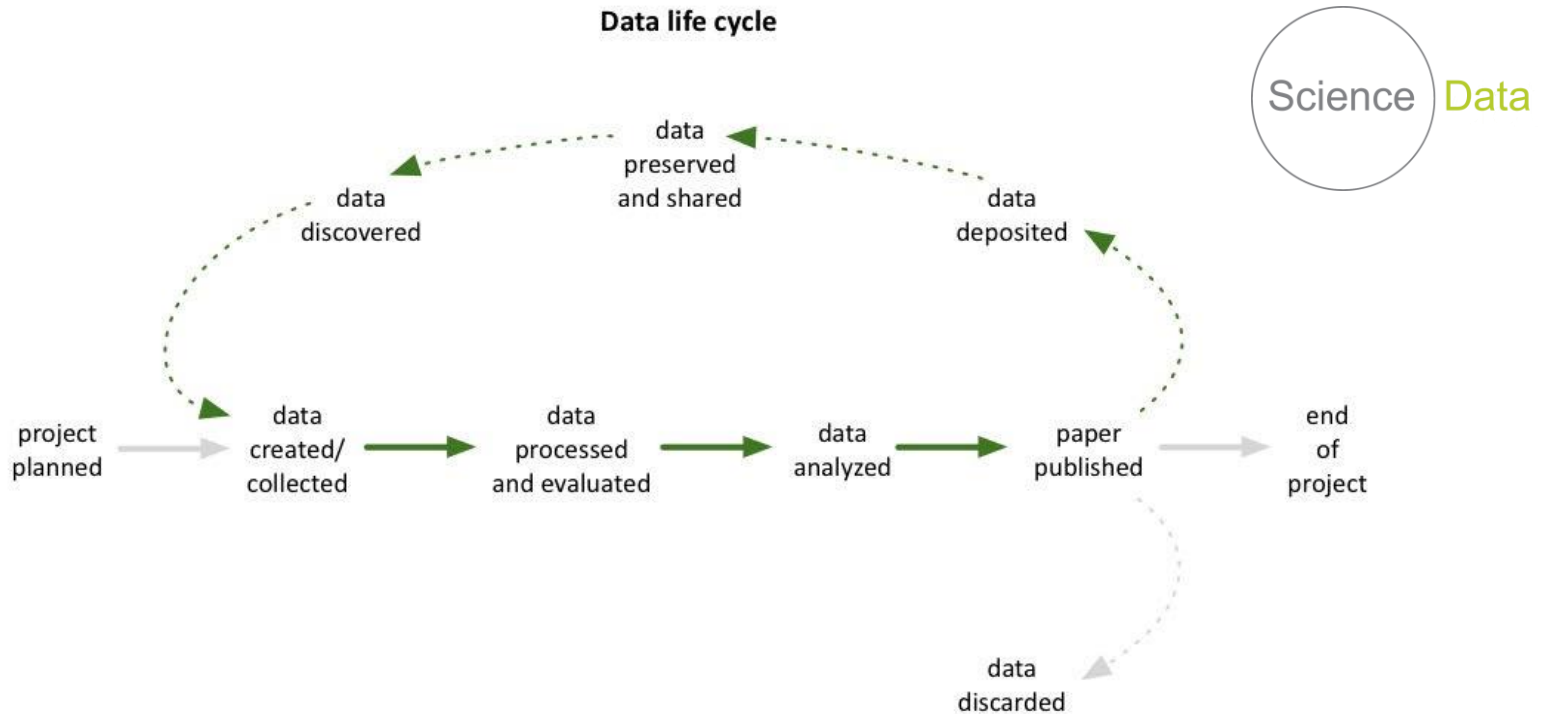 Data life cycle
Science Data
data
preserved
and shared
data
discovered
data
deposited
project
planned
data
created/
collected
data
processed
and evaluated
data
analyzed
paper
published
end
of
project
data
discarded